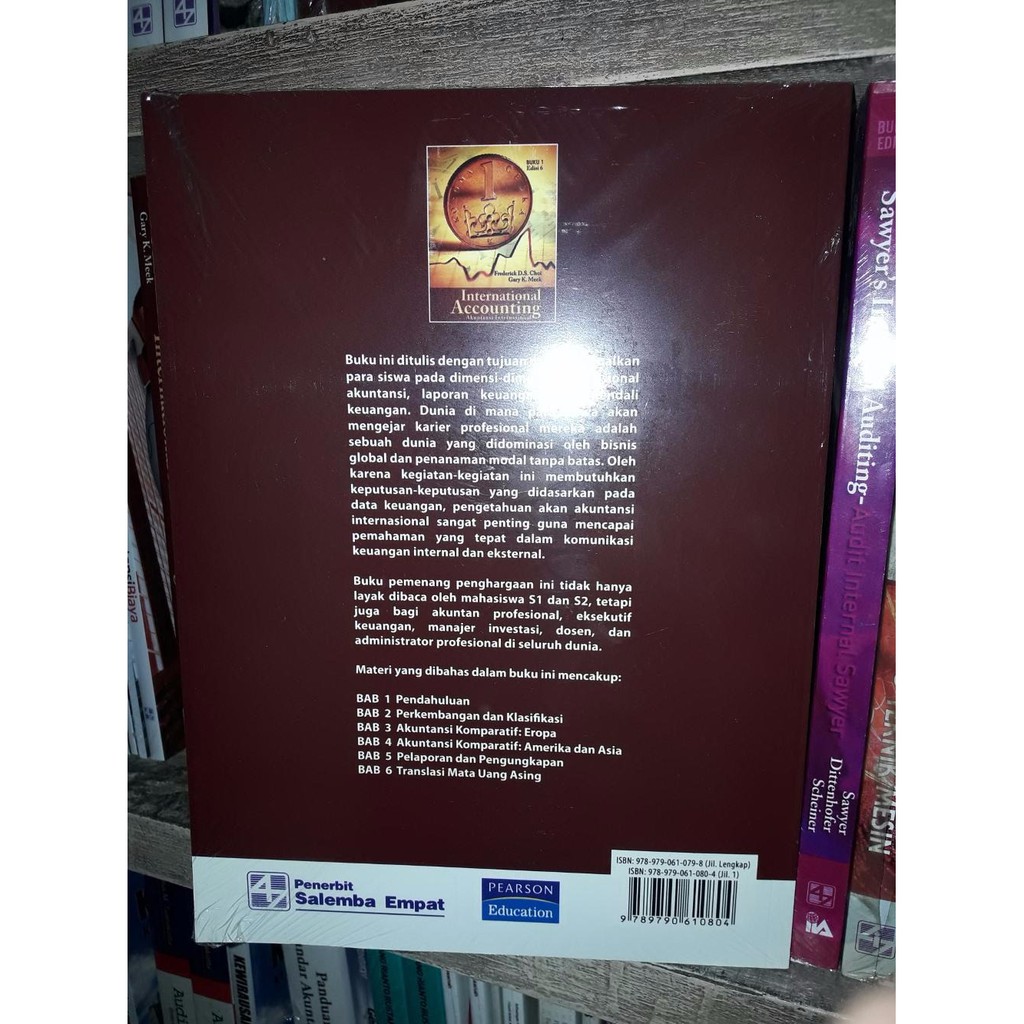 BUKU 1
Edisi 6
Frederick D.S. Choi
Gary K. Meek
International
Accounting
Akuntansi Internasional
Buku ini ditulis dengan tujuan
para siswa pada dimensi
akuntansi, laporan
keuangan. Dunia di mana akan
mengejar karier profesional mereka adalah
sebuah dunia yang didominasi oleh bisnis
global dan penanaman modal tanpa batas. Oleh
karena kegiatan-kegiatan ini membutuhkan
keputusan-keputusan yang didasarkan pada
data keuangan, pengetahuan akan akuntansi
internasional sangat penting guna mencapai
pemahaman yang tepat dalam komunikasi
keuangan internal dan eksternal.
Buku pemenang penghargaan ini tidak hanya
layak dibaca oleh mahasiswa S1 dan S2, tetapi
juga bagi akuntan profesional, eksekutif
keuangan, manajer investasi, dosen, dan
administrator profesional di seluruh dunia.
Materi yang dibahas dalam buku ini mencakup:
BAB 1 Pendahuluan
BAB 2 Perkembangan dan Klasifikasi
BAB 3 Akuntansi Komparatif: Eropa
BAB 4 Akuntansi Komparatif: Amerika dan Asia
BAB 5 Pelaporan dan Pengungkapan
BAB 6 Translasi Mata Uang Asing
Penerbit
Salemba Empat
PEARSON
Education
ISBN: 978-979-061-079-8 (Jil. Lengkap)
ISBN: 978-979-061-080-4 (Jil. 1)
9 789790 610804
Gary K. Meek
Sawyer's Auditing- Audit Internal Sawyer
Sawyer
Dittenhofer
Scheiner
IIA
TEKNIK MESIN